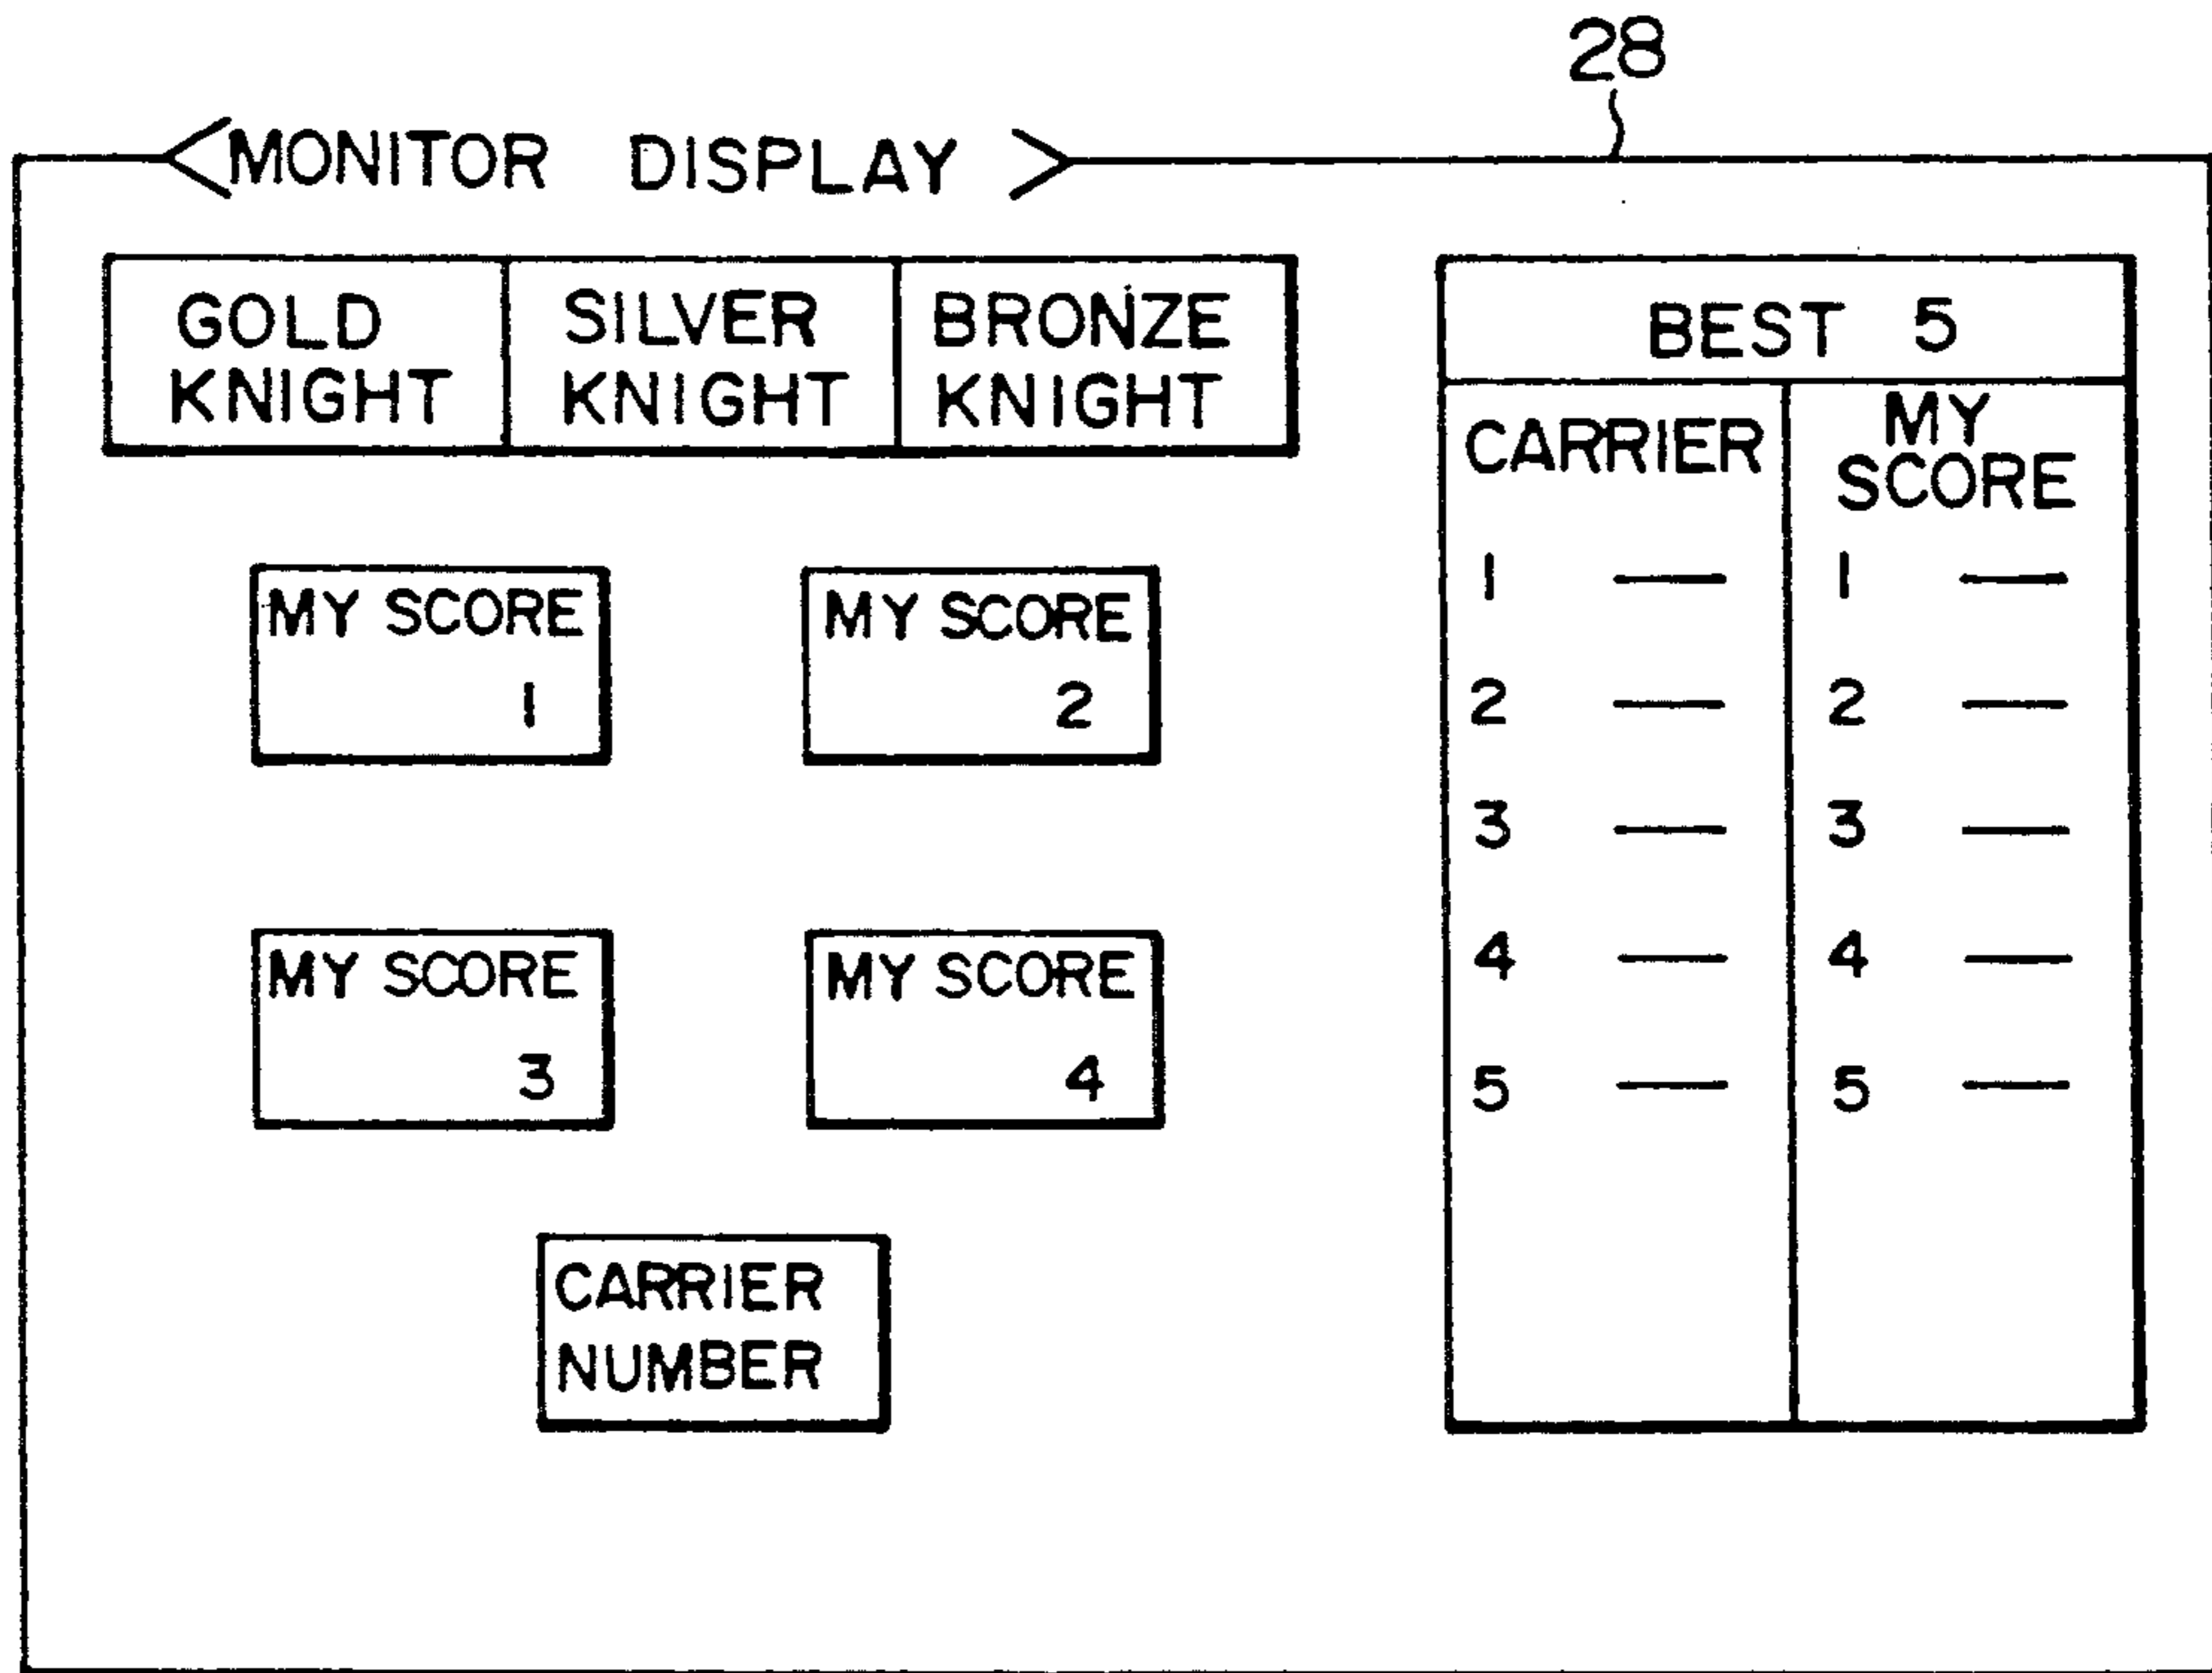 28
<MONITOR DISPLAY>
GOLD KNIGHT
SILVER KNIGHT
BRONZE KNIGHT
MY SCORE
1
MY SCORE
2
MY SCORE
3
MY SCORE
4
CARRIER
NUMBER
BEST 5
CARRIER
MY
SCORE
1 — 1 —
2 — 2 —
3 — 3 —
4 — 4 —
5 — 5 —